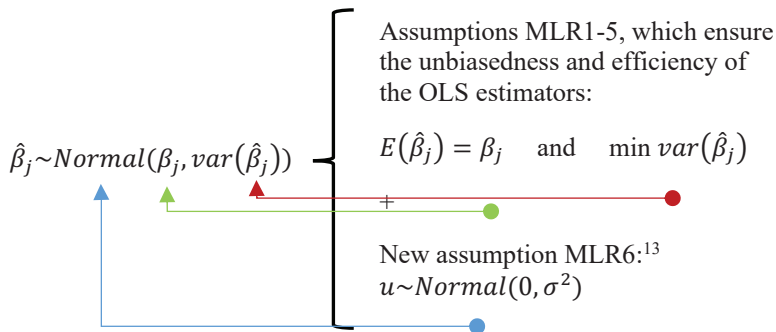 Assumptions MLR1-5, which ensure
the unbiasedness and efficiency of
the OLS estimators:
β̂ⱼ~Normal(βⱼ, var(β̂ⱼ))
E(β̂ⱼ) = βⱼ and min var(β̂ⱼ)
+
New assumption MLR6:¹³
u~Normal(0, σ²)